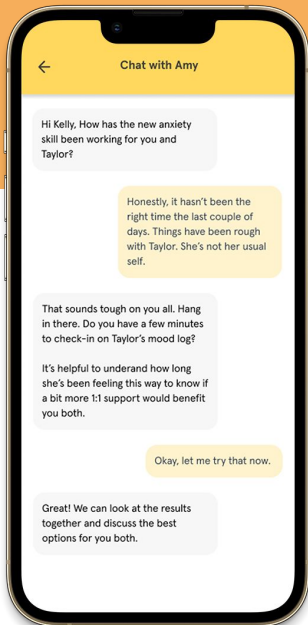 Chat with Amy
Hi Kelly, How has the new anxiety
skill been working for you and
Taylor?
Honestly, it hasn't been the
right time the last couple of
days. Things have been rough
with Taylor. She's not her usual
self.
That sounds tough on you all. Hang
in there. Do you have a few minutes
to check-in on Taylor's mood log?
It's helpful to underand how long
she's been feeling this way to know if
a bit more 1:1 support would benefit
you both.
Okay, let me try that now.
Great! We can look at the results
together and discuss the best
options for you both.